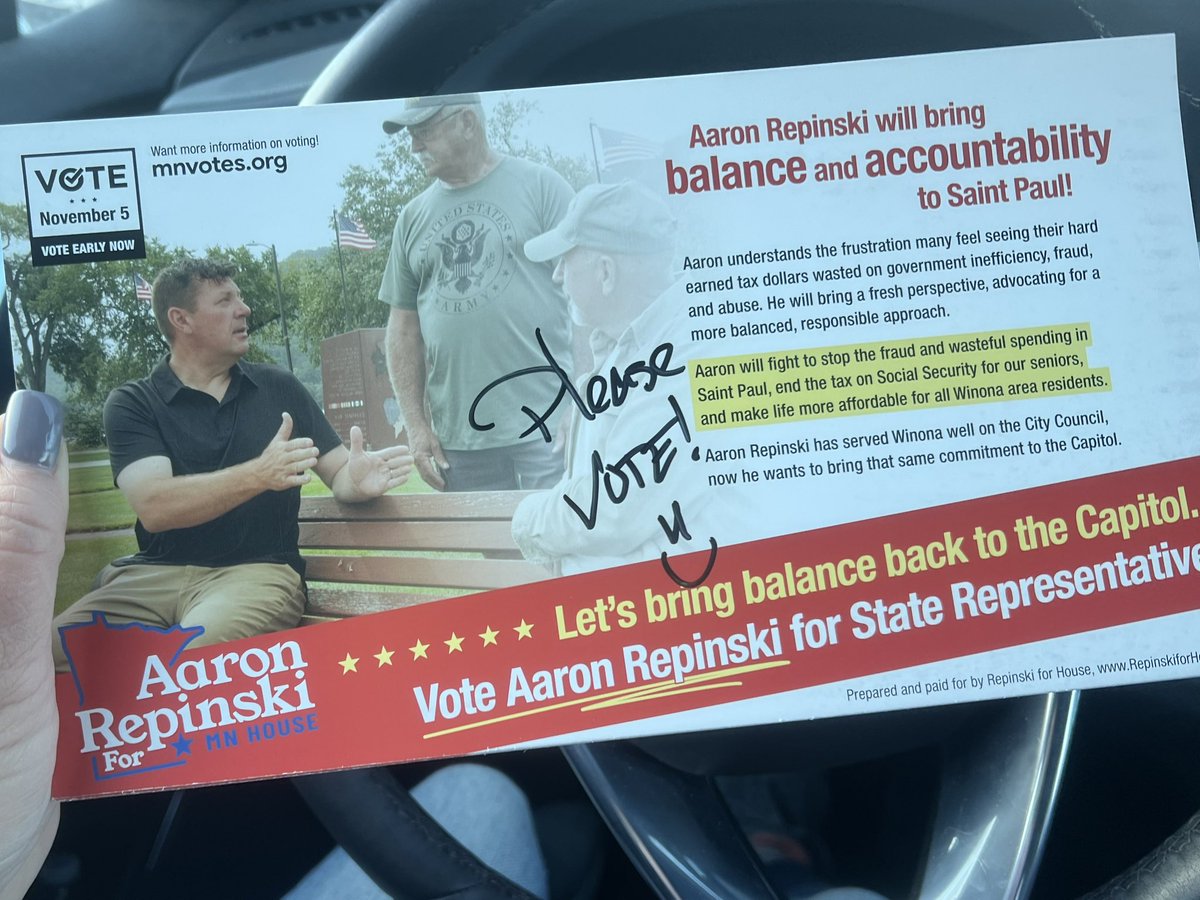 VOTE
November 5
VOTE EARLY NOW
Want more information on voting!
mnvotes.org
UNITED STATES
ARMY
Aaron Repinski will bring
balance and accountability
to Saint Paul!
Aaron understands the frustration many feel seeing their hard
earned tax dollars wasted on government inefficiency, fraud,
and abuse. He will bring a fresh perspective, advocating for a
more balanced, responsible approach.
Aaron will fight to stop the fraud and wasteful spending in
Saint Paul, end the tax on Social Security for our seniors,
and make life more affordable for all Winona area residents.
Aaron Repinski has served Winona well on the City Council,
now he wants to bring that same commitment to the Capitol.
Please
VOTE!
Let's bring balance back to the Capitol.
Vote Aaron Repinski for State Representative
Aaron
Repinski
For MN HOUSE
Prepared and paid for by Repinski for House, www.RepinskiforH